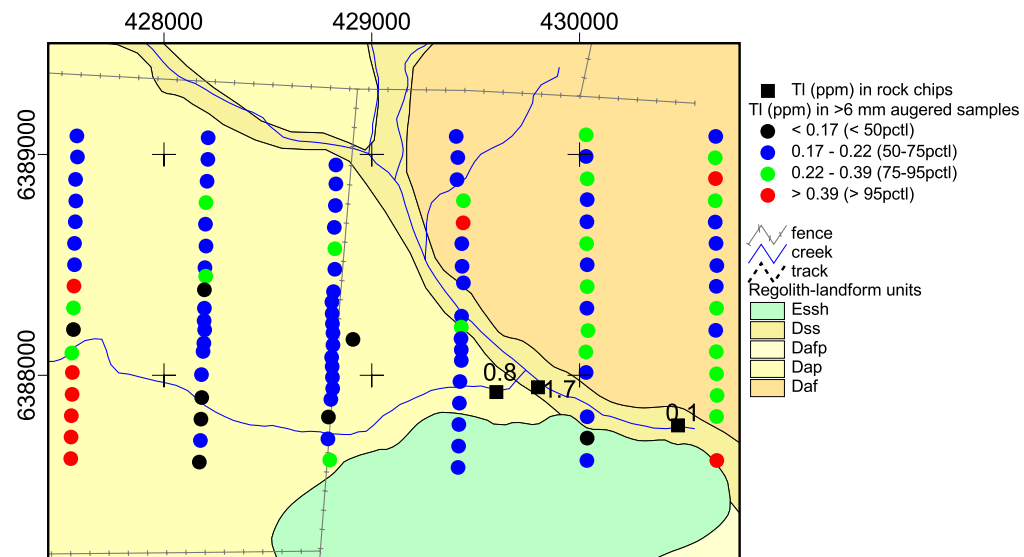 428000 429000 430000
6389000
6388000
0.8
1.7
0.1
Tl (ppm) in rock chips
Tl (ppm) in >6 mm augered samples
< 0.17 (< 50pctl)
0.17 - 0.22 (50-75pctl)
0.22 - 0.39 (75-95pctl)
> 0.39 (> 95pctl)
fence
creek
track
Regolith-landform units
Essh
Dss
Dafp
Dap
Daf